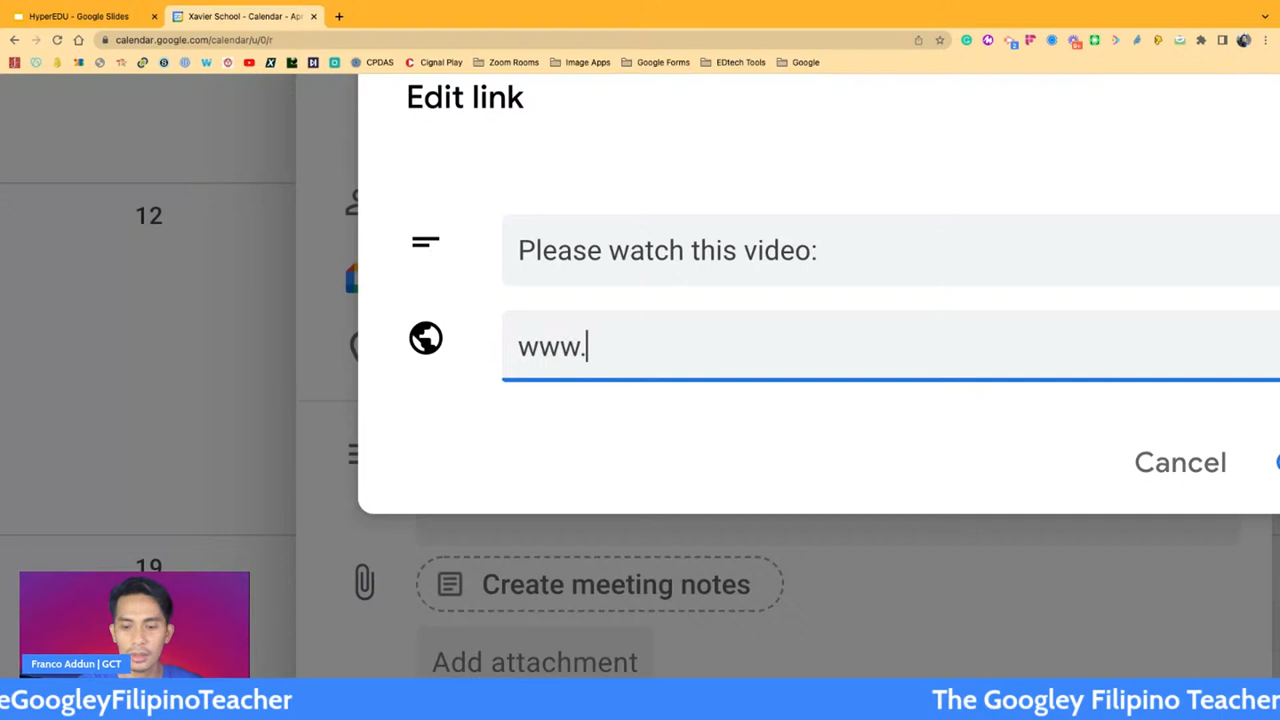 HyperEDU - Google Slides
Xavier School - Calendar - Apr
calendar.google.com/calendar/u/0/r
CPDAS
Cignal Play
Zoom Rooms
Image Apps
Google Forms
EDtech Tools
Google
Edit link
12
Please watch this video:
www.
Cancel
19
Create meeting notes
Add attachment
Franco Addun | GCT
eGoogleyFilipinoTeacher
The Googley Filipino Teacher